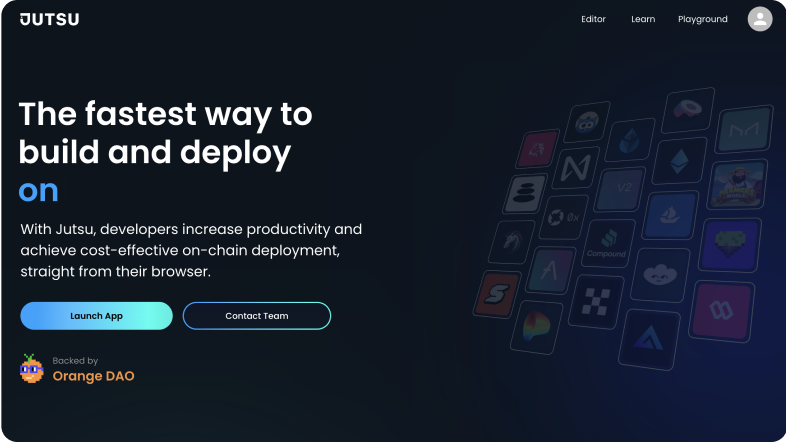 JUTSU
Editor
Learn
Playground
The fastest way to
build and deploy
on
With Jutsu, developers increase productivity and
achieve cost-effective on-chain deployment,
straight from their browser.
Launch App
Contact Team
Backed by
Orange DAO
V2
0x
Compound